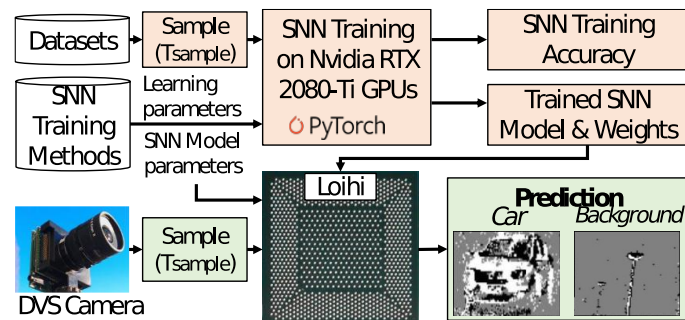 Datasets
Sample
(Tsample)
SNN Training
on Nvidia RTX
2080-Ti GPUs
PyTorch
SNN Training
Accuracy
SNN
Training
Methods
Learning
parameters
SNN Model
parameters
Trained SNN
Model & Weights
Loihi
DVS Camera
Sample
(Tsample)
Prediction
Car
Background